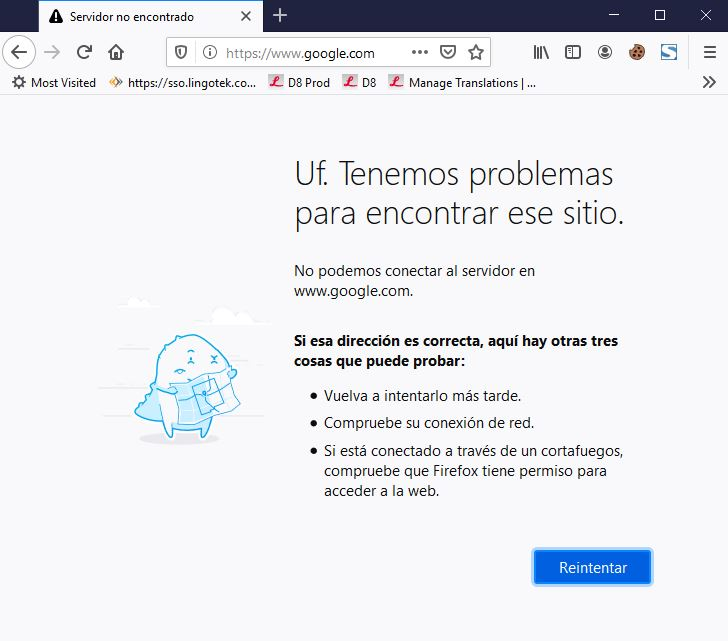 Servidor no encontrado
https://www.google.com
Most Visited
https://sso.lingotek.co...
D8 Prod
D8
Manage Translations | ...
Uf. Tenemos problemas
para encontrar ese sitio.
No podemos conectar al servidor en
www.google.com.
Si esa dirección es correcta, aquí hay otras tres
cosas que puede probar:
Vuelva a intentarlo más tarde.
Compruebe su conexión de red.
Si está conectado a través de un cortafuegos,
compruebe que Firefox tiene permiso para
acceder a la web.
Reintentar